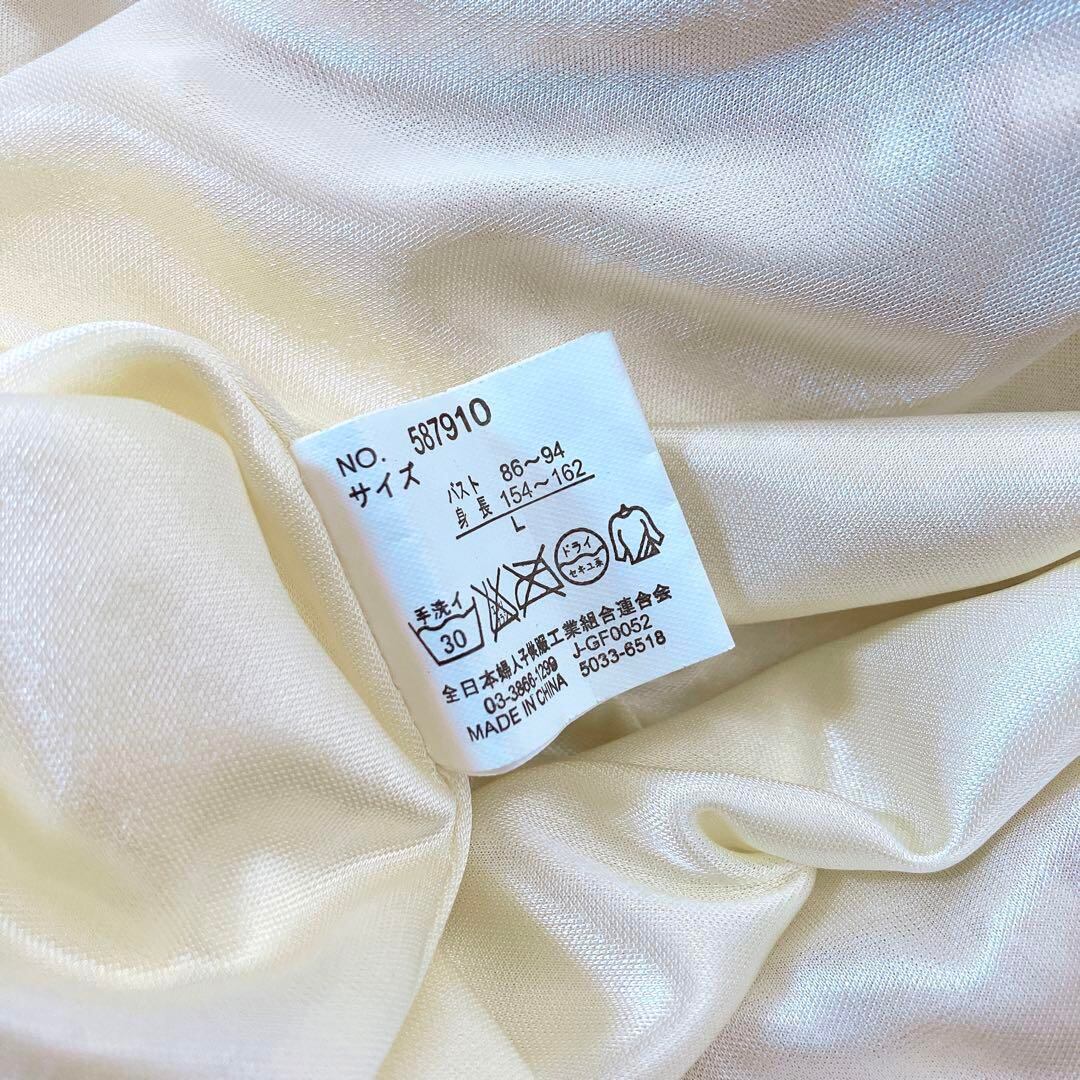 NO. 587910
サイズ
バスト 86〜94
身長 154〜162
L
手洗イ
30
ドライ
セキユ系
全日本婦人子供服工業組合連合会
03-3866-1299 J-GF0052
MADE IN CHINA 5033-6518